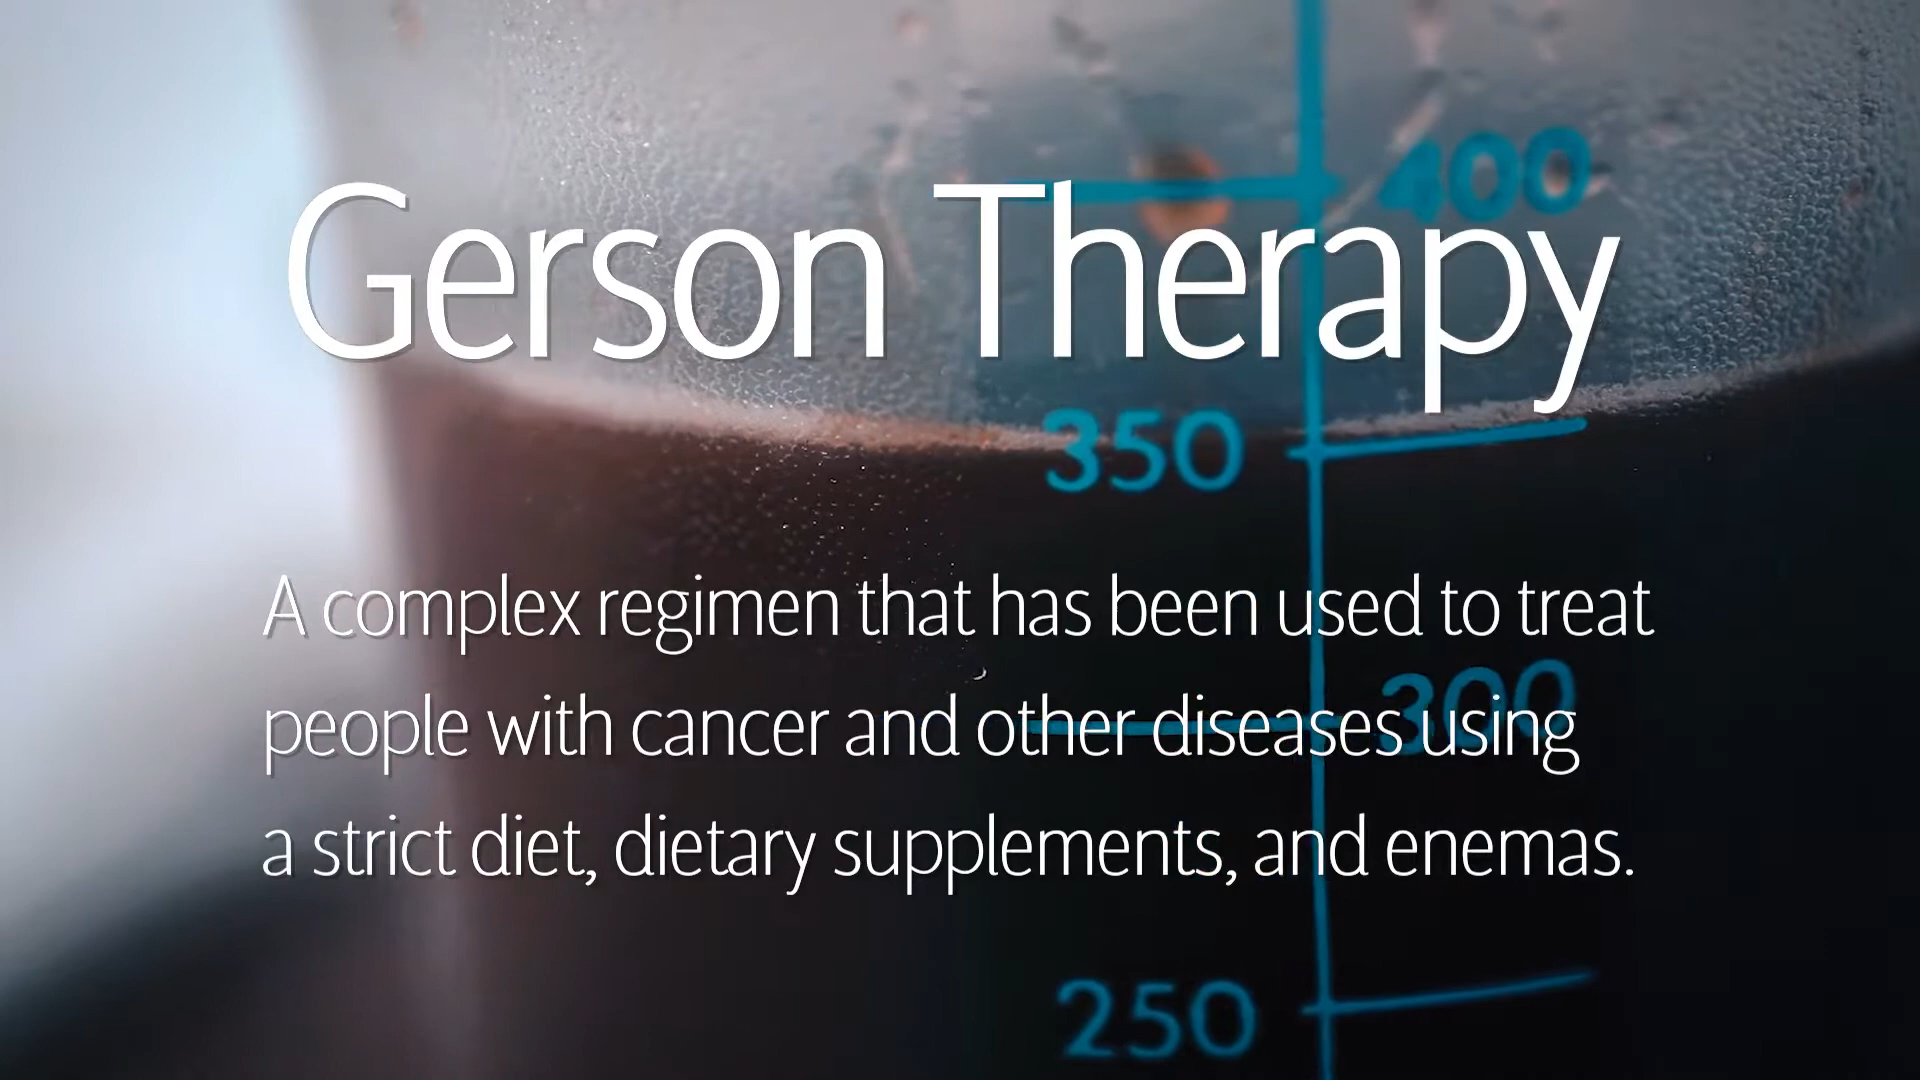 400
Gerson Therapy
350
A complex regimen that has been used to treat
300
people with cancer and other diseases using
a strict diet, dietary supplements, and enemas.
250